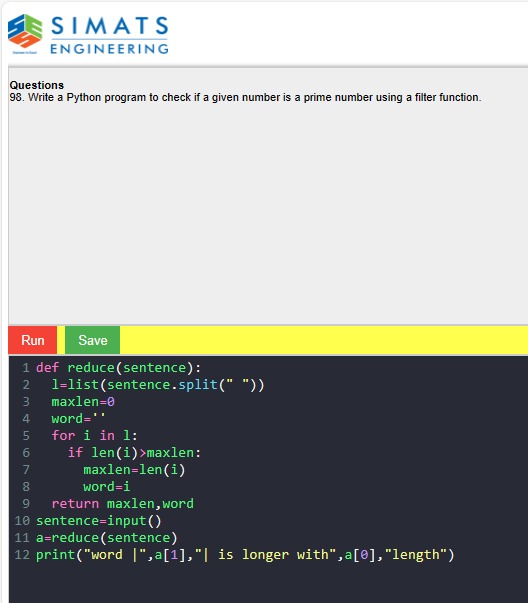 SIMATS
ENGINEERING
Questions
98. Write a Python program to check if a given number is a prime number using a filter function.
Run Save
1 def reduce(sentence):
2   l=list(sentence.split(" "))
3   maxlen=0
4   word=''
5   for i in l:
6     if len(i)>maxlen:
7       maxlen=len(i)
8       word=i
9   return maxlen,word
10 sentence=input()
11 a=reduce(sentence)
12 print("word |",a[1],"| is longer with",a[0],"length")